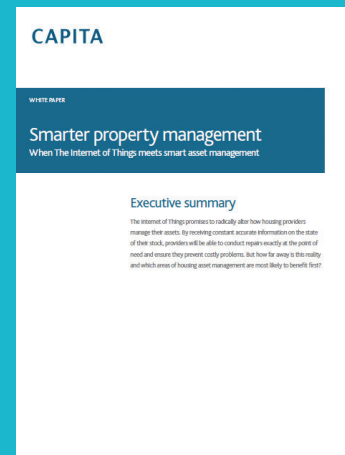 CAPITA
WHITE PAPER
Smarter property management
When The Internet of Things meets smart asset management
Executive summary
The Internet of Things promises to radically alter how housing providers
manage their assets. By receiving constant accurate information on the state
of their stock, providers will be able to conduct repairs exactly at the point of
need and ensure they prevent costly problems. But how far away is this reality
and which areas of housing asset management are most likely to benefit first?